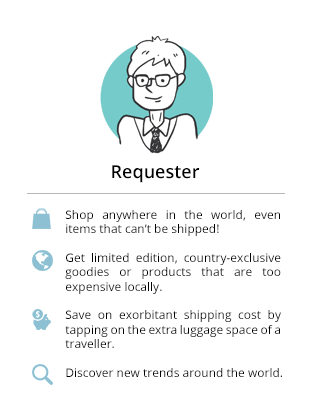 Requester
Shop anywhere in the world, even
items that can't be shipped!
Get limited edition, country-exclusive
goodies or products that are too
expensive locally.
Save on exorbitant shipping cost by
tapping on the extra luggage space of a
traveller.
Discover new trends around the world.